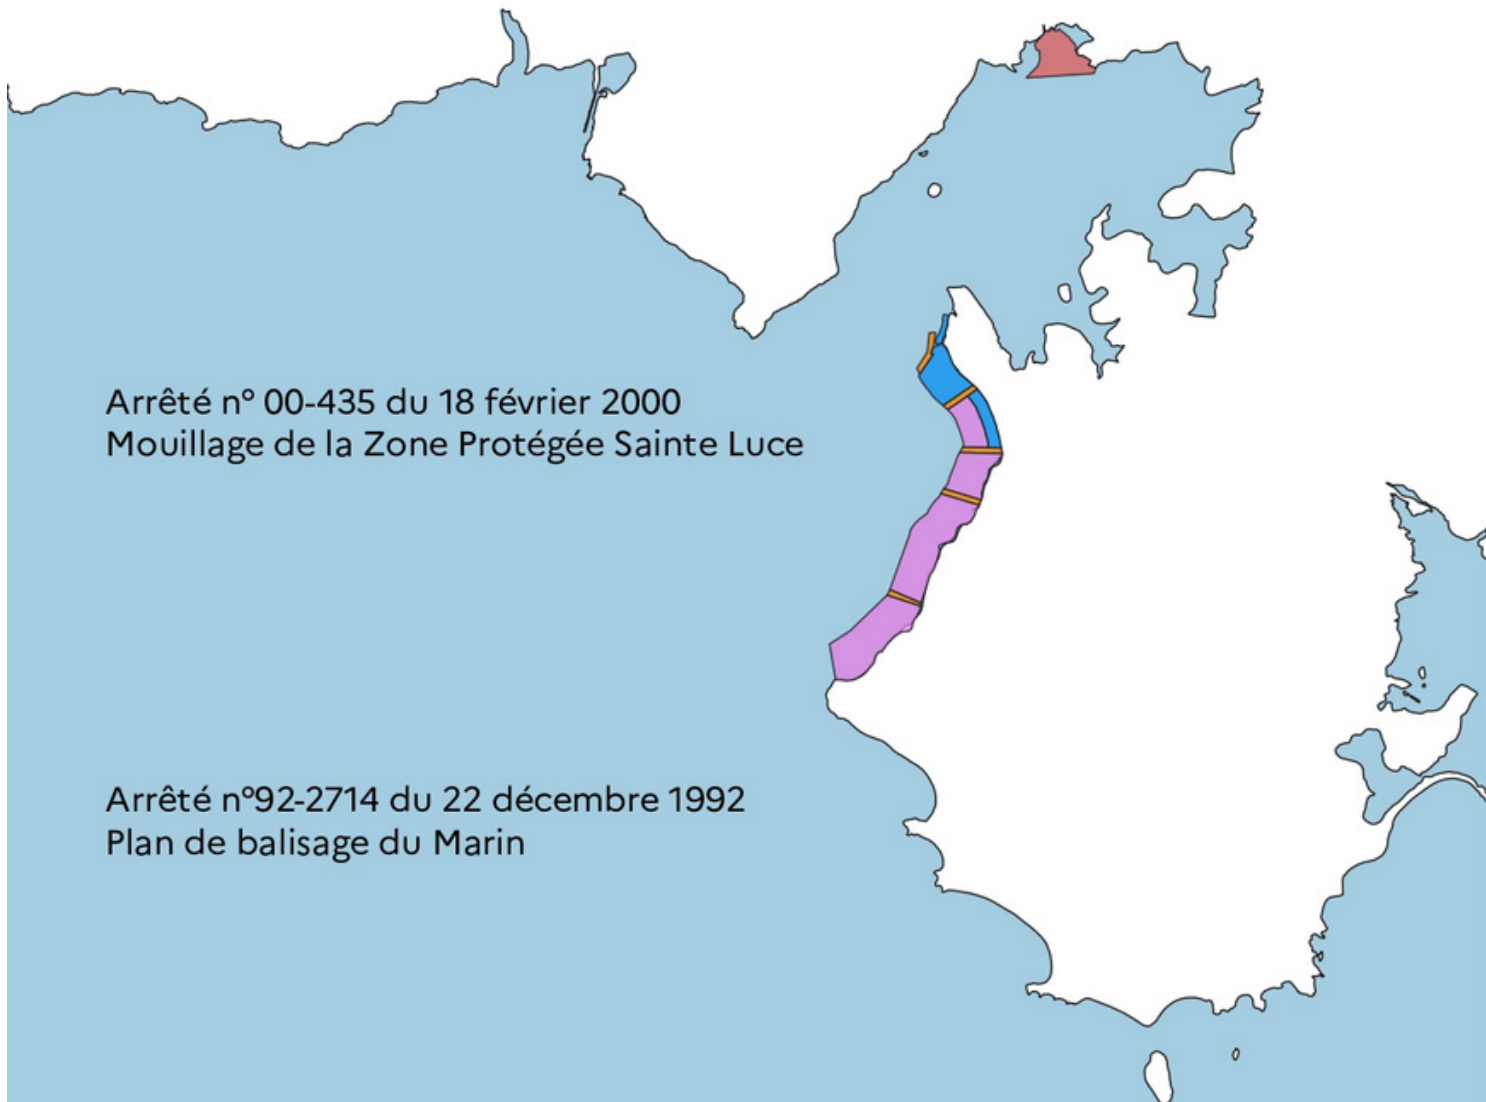 Arrêté n° 00-435 du 18 février 2000
Mouillage de la Zone Protégée Sainte Luce
Arrêté n°92-2714 du 22 décembre 1992
Plan de balisage du Marin